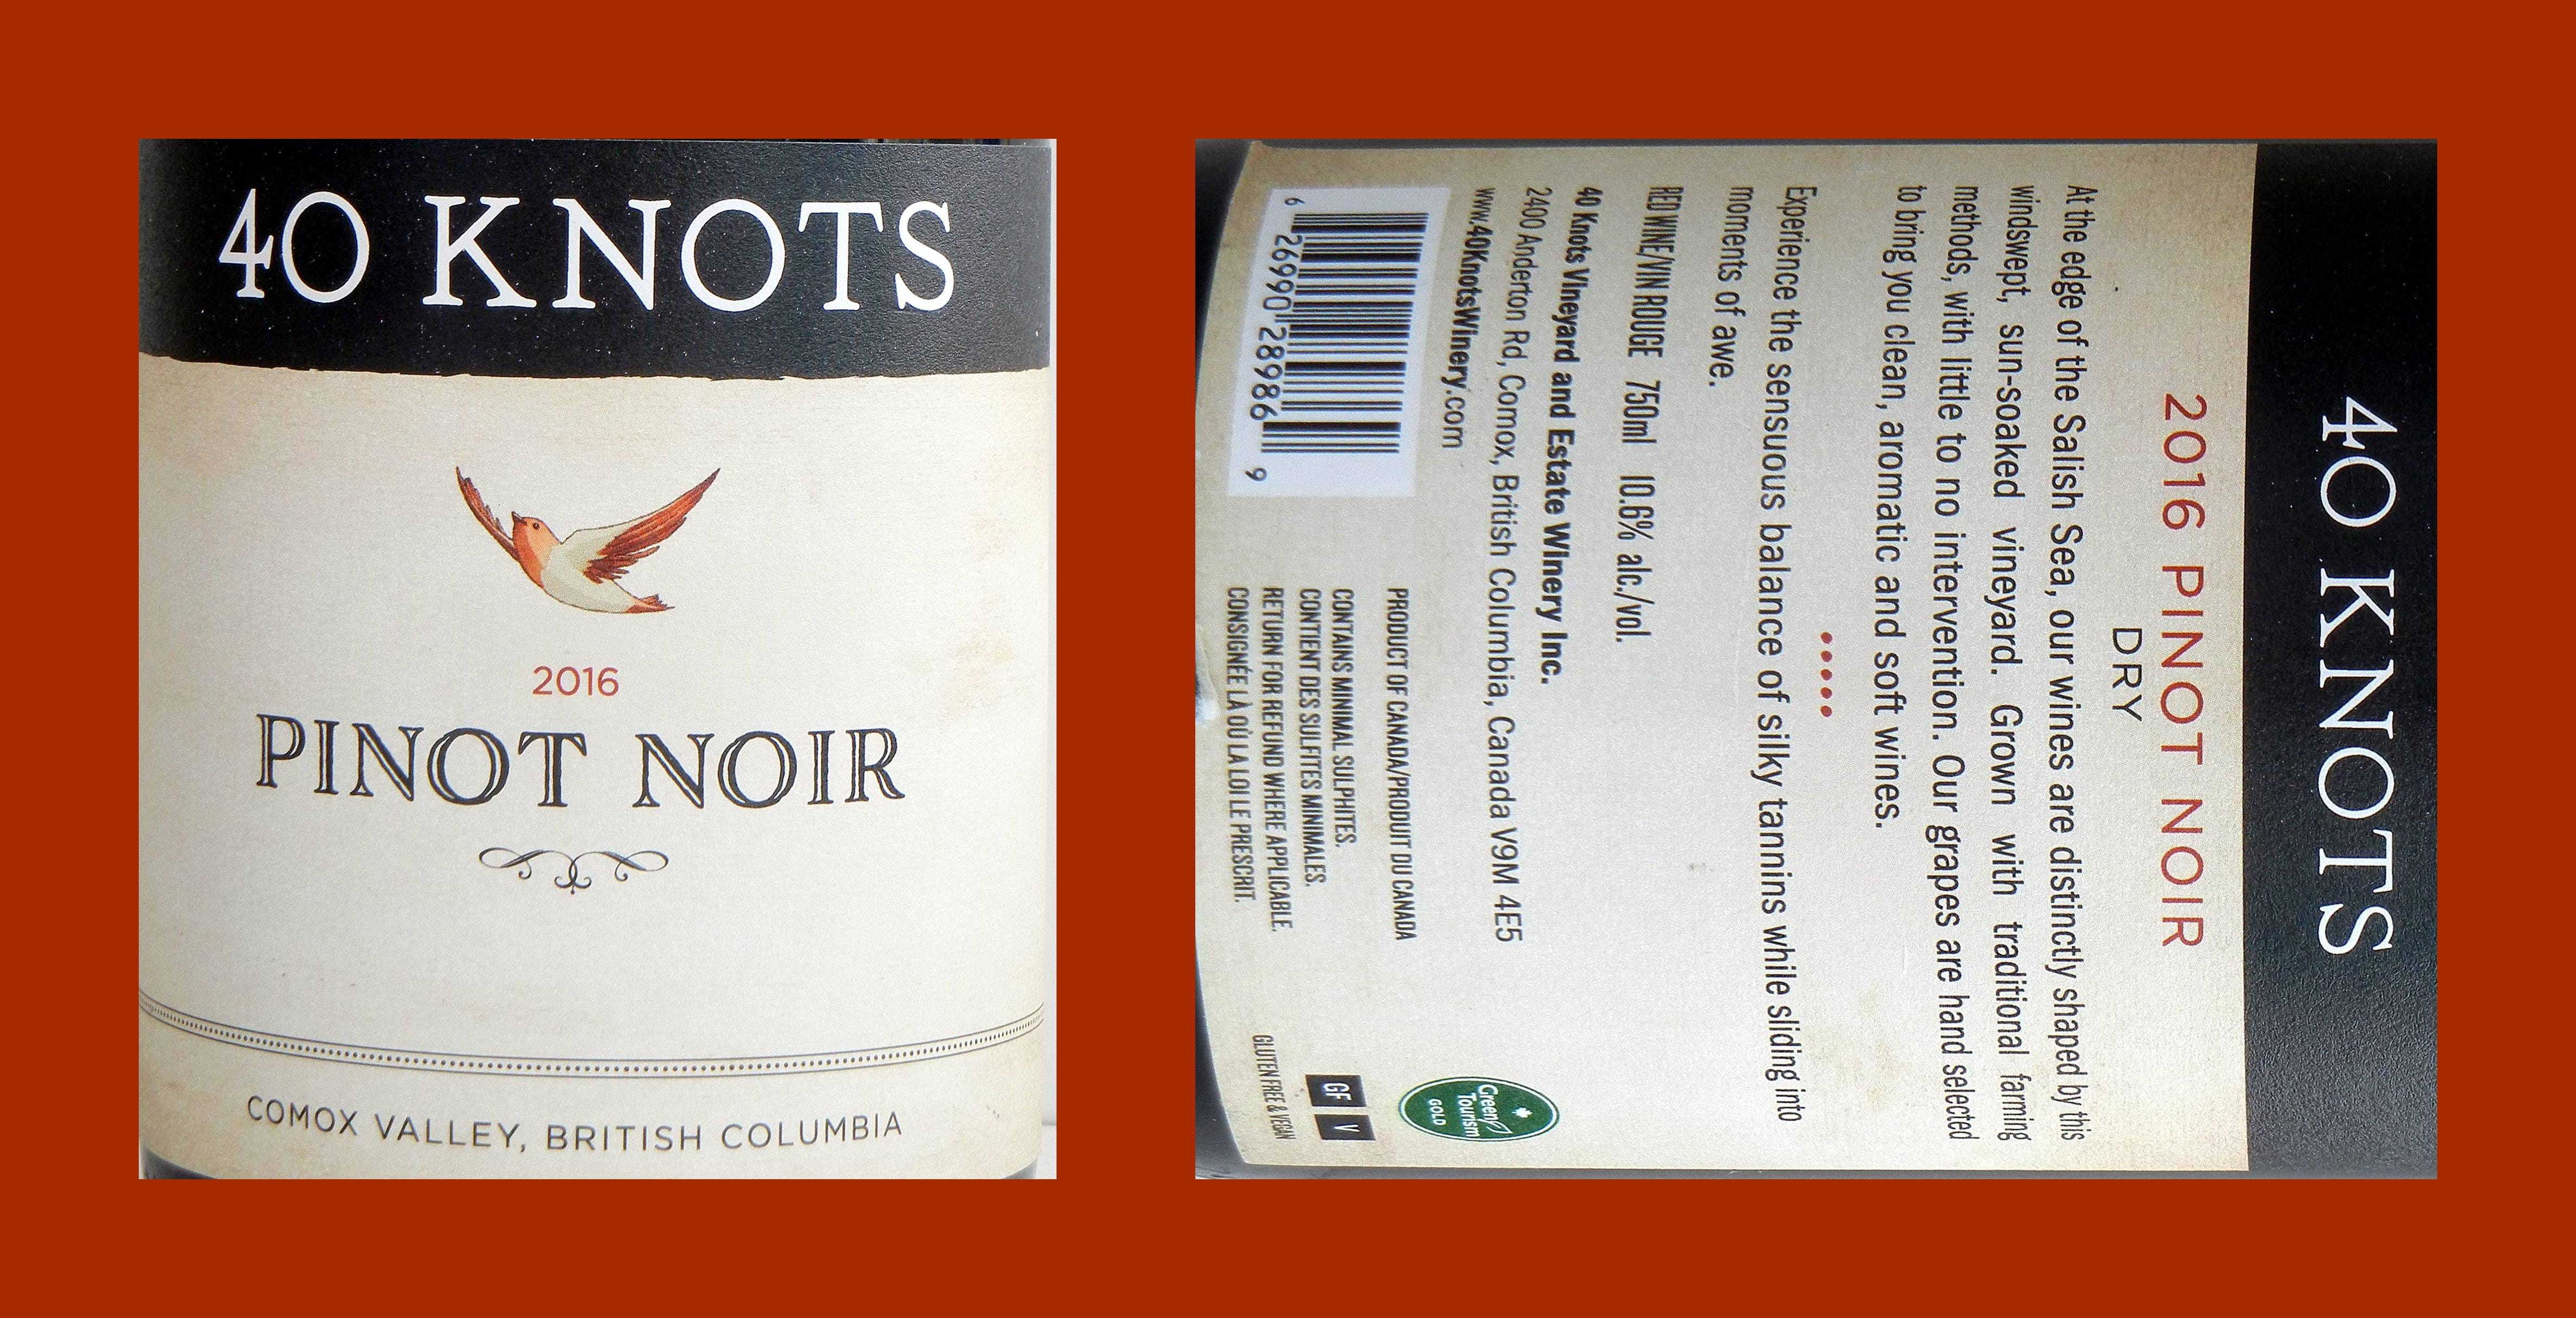 40 KNOTS
2016
PINOT NOIR
COMOX VALLEY, BRITISH COLUMBIA
40 KNOTS
2016 PINOT NOIR
DRY
At the edge of the Salish Sea, our wines are distinctly shaped by this
windswept, sun-soaked vineyard. Grown with traditional farming
methods, with little to no intervention. Our grapes are hand selected
to bring you clean, aromatic and soft wines.
Experience the sensuous balance of silky tannins while sliding into
moments of awe.
RED WINE/VIN ROUGE 750ml 10.6% alc./vol.
40 Knots Vineyard and Estate Winery Inc.
2400 Anderton Rd, Comox, British Columbia, Canada V9M 4E5
www.40KnotsWinery.com
6 26990 28986 9
PRODUCT OF CANADA/PRODUIT DU CANADA
CONTAINS MINIMAL SULPHITES.
CONTIENT DES SULFITES MINIMALES.
RETURN FOR REFUND WHERE APPLICABLE.
CONSIGNÉE LÀ OÙ LA LOI LE PRESCRIT.
Green
Tourism
GOLD
GF V
GLUTEN FREE & VEGAN